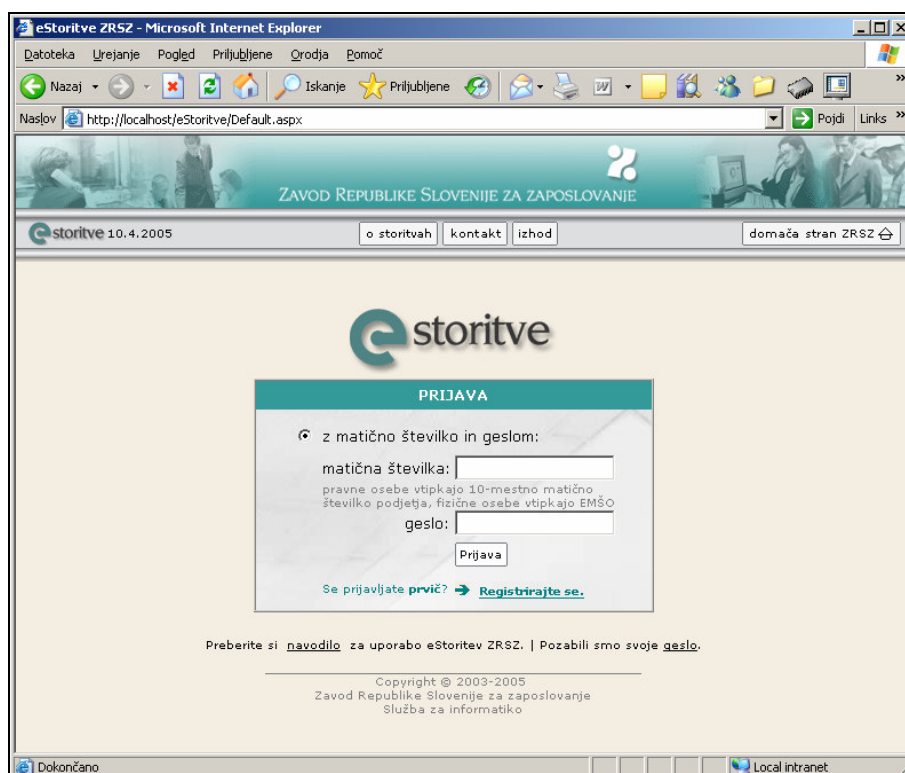 eStoritve ZRSZ - Microsoft Internet Explorer
Datoteka Urejanje Pogled Priljubljene Orodja Pomoč
Nazaj Iskanje Priljubljene »
Naslov http://localhost/eStoritve/Default.aspx Pojdi Links »
ZAVOD REPUBLIKE SLOVENIJE ZA ZAPOSLOVANJE
estoritve 10.4.2005 o storitvah kontakt izhod domača stran ZRSZ
estoritve
PRIJAVA
z matično številko in geslom:
matična številka:
pravne osebe vtipkajo 10-mestno matično
številko podjetja, fizične osebe vtipkajo EMŠO
geslo:
Prijava
Se prijavljate prvič? Registrirajte se.
Preberite si navodilo za uporabo eStoritev ZRSZ. | Pozabili smo svoje geslo.
Copyright © 2003-2005
Zavod Republike Slovenije za zaposlovanje
Služba za informatiko
Dokončano Local intranet